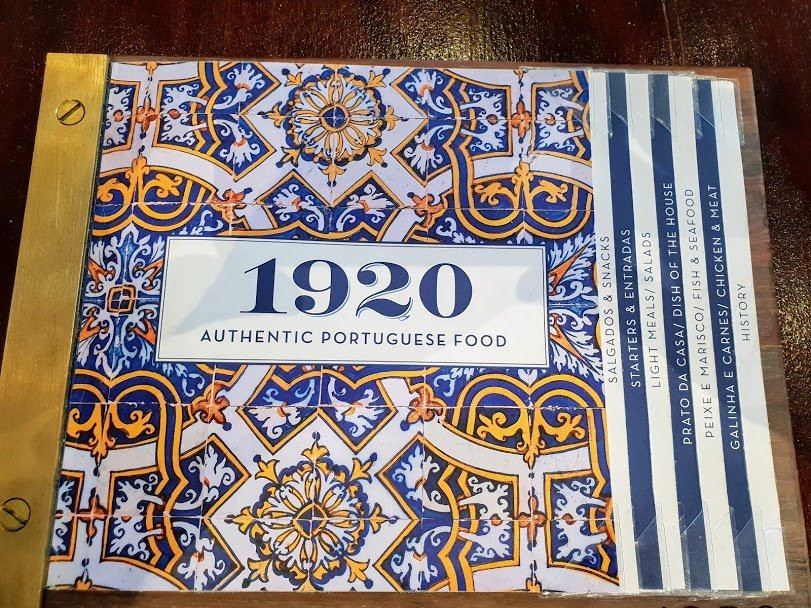 1920
AUTHENTIC PORTUGUESE FOOD
SALGADOS & SNACKS
STARTERS & ENTRADAS
LIGHT MEALS/ SALADS
PRATO DA CASA/ DISH OF THE HOUSE
PEIXE E MARISCO/ FISH & SEAFOOD
GALINHA E CARNES/ CHICKEN & MEAT
HISTORY